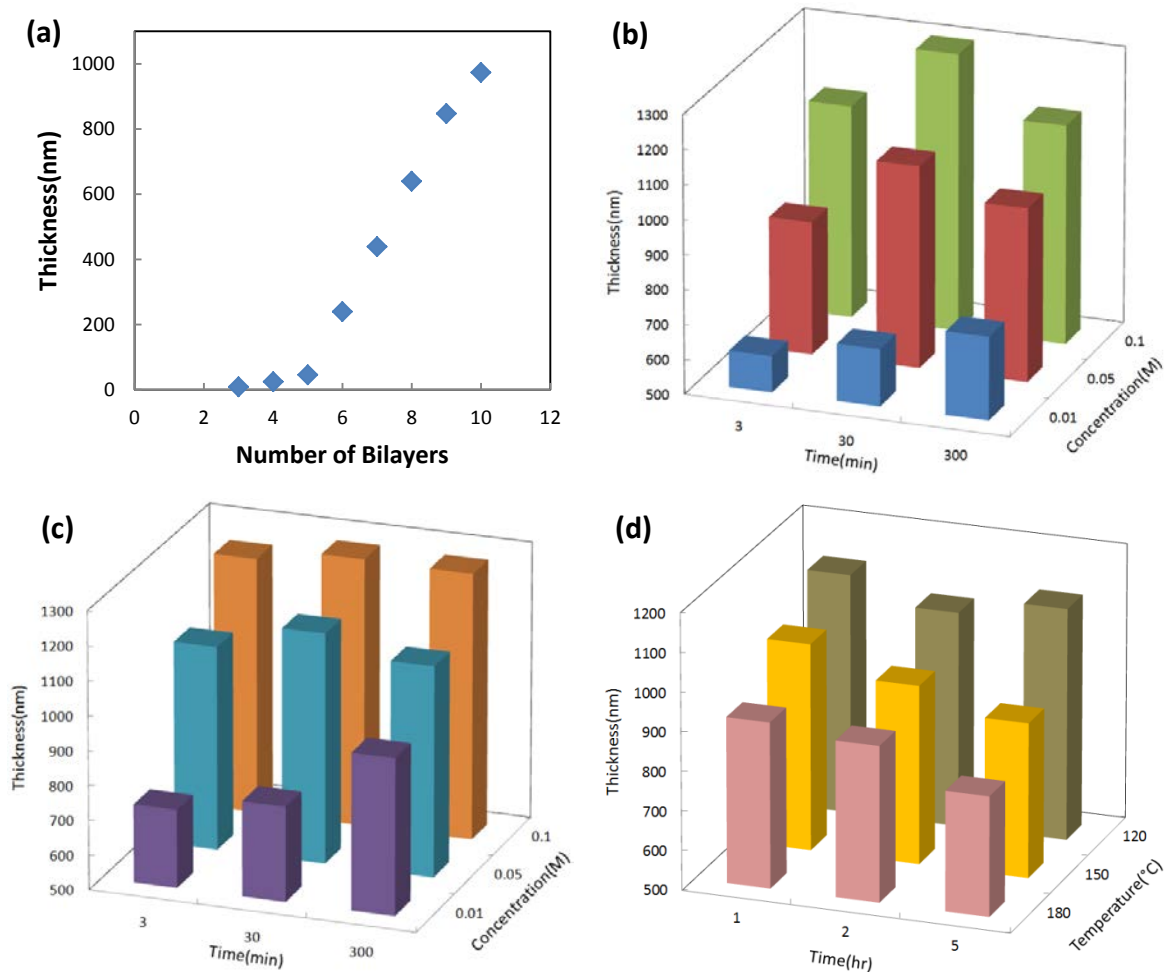 (a)
1000
800
600
400
200
0
0 2 4 6 8 10 12
Thickness(nm)
Number of Bilayers
(b)
1300
1200
1100
1000
900
800
700
600
500
Thickness(nm)
3 30 300
Time(min)
0.01 0.05 0.1
Concentration(M)
(c)
1300
1200
1100
1000
900
800
700
600
500
Thickness(nm)
3 30 300
Time(min)
0.01 0.05 0.1
Concentration(M)
(d)
1200
1100
1000
900
800
700
600
500
Thickness(nm)
1 2 5
Time(hr)
180 150 120
Temperature(°C)